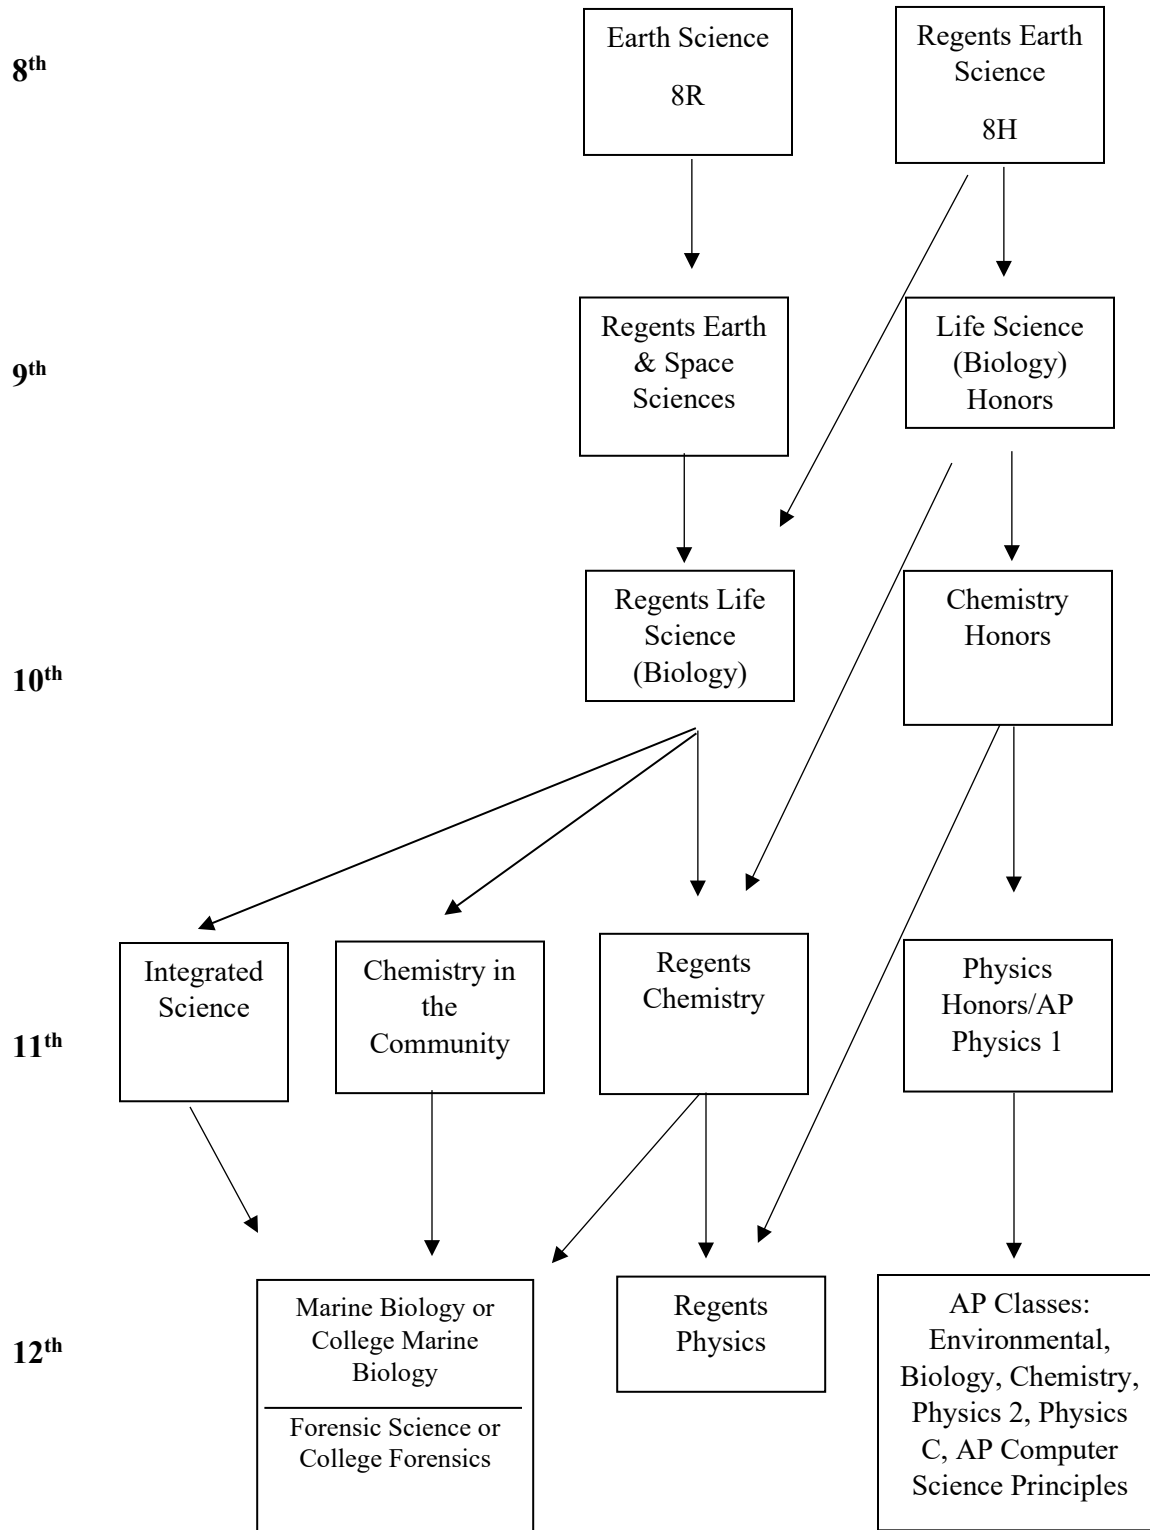 8th
Earth Science
8R
Regents Earth
Science
8H
9th
Regents Earth
& Space
Sciences
Life Science
(Biology)
Honors
10th
Regents Life
Science
(Biology)
Chemistry
Honors
11th
Integrated
Science
Chemistry in
the
Community
Regents
Chemistry
Physics
Honors/AP
Physics 1
12th
Marine Biology or
College Marine
Biology
Forensic Science or
College Forensics
Regents
Physics
AP Classes:
Environmental,
Biology, Chemistry,
Physics 2, Physics
C, AP Computer
Science Principles